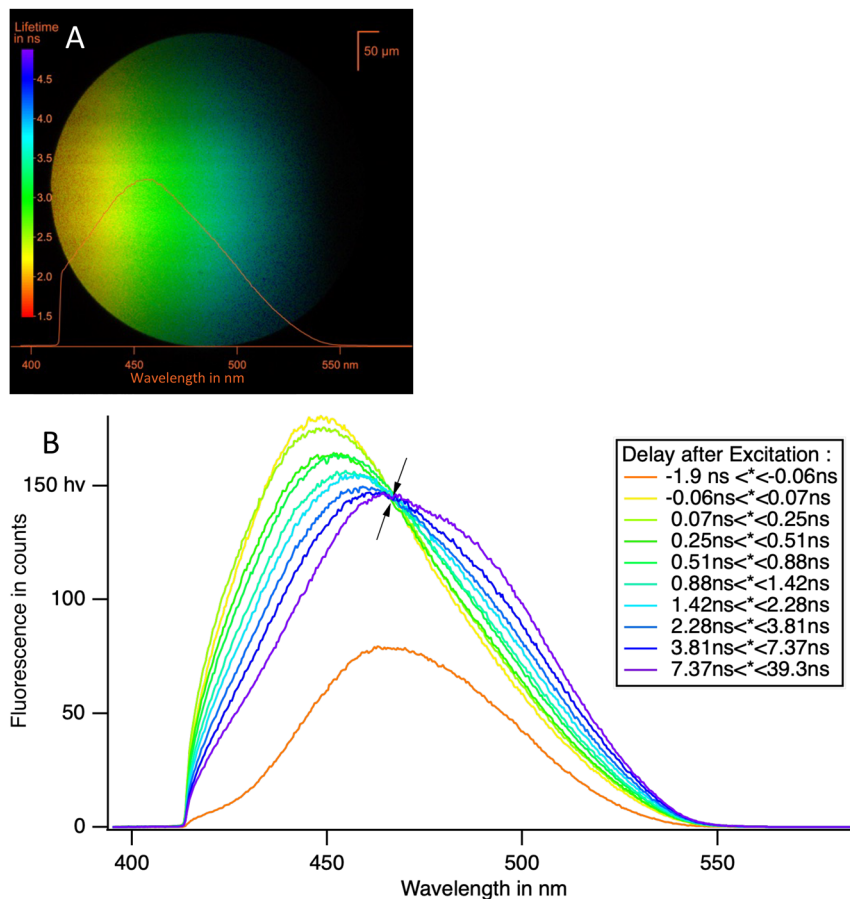 Lifetime
in ns
A
50 µm
4.5
4.0
3.5
3.0
2.5
2.0
1.5
400
450
500
550 nm
Wavelength in nm
B
150 hv
100
50
0
Fluorescence in counts
400
450
500
550
Wavelength in nm
Delay after Excitation :
-1.9 ns <*<-0.06ns
-0.06ns<*<0.07ns
0.07ns<*<0.25ns
0.25ns<*<0.51ns
0.51ns<*<0.88ns
0.88ns<*<1.42ns
1.42ns<*<2.28ns
2.28ns<*<3.81ns
3.81ns<*<7.37ns
7.37ns<*<39.3ns